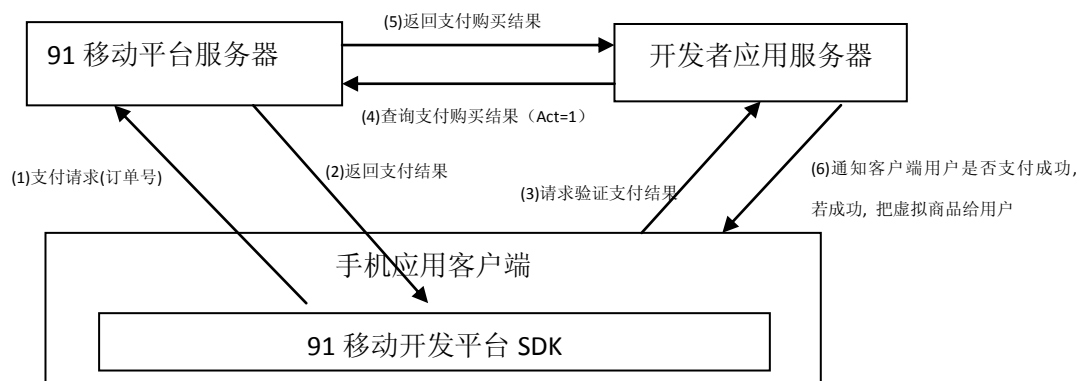 (5)返回支付购买结果
91 移动平台服务器
开发者应用服务器
(4)查询支付购买结果（Act=1）
(1)支付请求(订单号)
(2)返回支付结果
(3)请求验证支付结果
(6)通知客户端用户是否支付成功,
若成功, 把虚拟商品给用户
手机应用客户端
91 移动开发平台 SDK